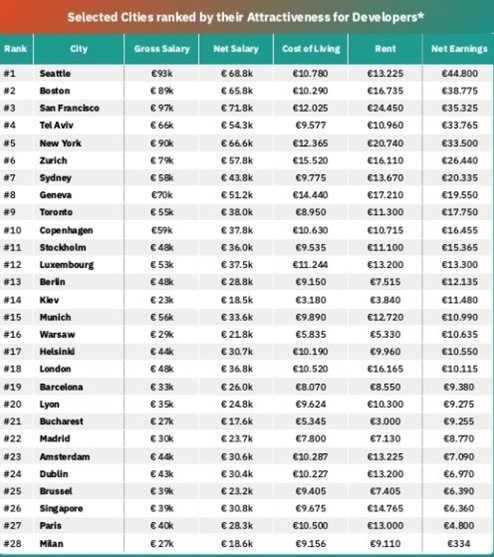 Selected Cities ranked by their Attractiveness for Developers*
Rank City Gross Salary Net Salary Cost of Living Rent Net Earnings
#1 Seattle €93k € 68.8k €10.780 €13.225 €44.800
#2 Boston € 89k € 65.8k €10.290 €16.735 €38.775
#3 San Francisco € 97k € 71.8k €12.025 €24.450 €35.325
#4 Tel Aviv € 66k € 54.3k €9.577 €10.960 €33.765
#5 New York € 90k € 66.6k €12.365 €20.740 €33.500
#6 Zurich € 79k € 57.8k €15.520 €16.110 €26.440
#7 Sydney € 58k € 43.8k €9.775 €13.670 €20.335
#8 Geneva €70k € 51.2k €14.440 €17.210 €19.550
#9 Toronto € 55k € 38.0k €8.950 €11.300 €17.750
#10 Copenhagen €59k € 37.8k €10.630 €10.715 €16.455
#11 Stockholm € 48k € 36.0k €9.535 €11.100 €15.365
#12 Luxembourg € 53k € 37.5k €11.244 €13.200 €13.300
#13 Berlin € 48k € 28.8k €9.150 €7.515 €12.135
#14 Kiev € 23k € 18.5k €3.180 €3.840 €11.480
#15 Munich € 56k € 33.6k €9.890 €12.720 €10.990
#16 Warsaw € 29k € 21.8k €5.835 €5.330 €10.635
#17 Helsinki € 44k € 30.7k €10.190 €9.960 €10.550
#18 London € 48k € 36.8k €10.520 €16.165 €10.115
#19 Barcelona € 33k € 26.0k €8.070 €8.550 €9.380
#20 Lyon € 35k € 24.8k €9.624 €10.300 €9.275
#21 Bucharest € 27k € 17.6k €5.345 €3.000 €9.255
#22 Madrid € 30k € 23.7k €7.800 €7.130 €8.770
#23 Amsterdam € 44k € 30.6k €10.287 €13.225 €7.090
#24 Dublin € 43k € 30.4k €10.227 €13.200 €6.970
#25 Brussel € 39k € 23.2k €9.405 €7.405 €6.390
#26 Singapore € 39k € 30.8k €9.675 €14.765 €6.360
#27 Paris € 40k € 28.3k €10.500 €13.000 €4.800
#28 Milan € 27k € 18.6k €9.156 €9.110 €334